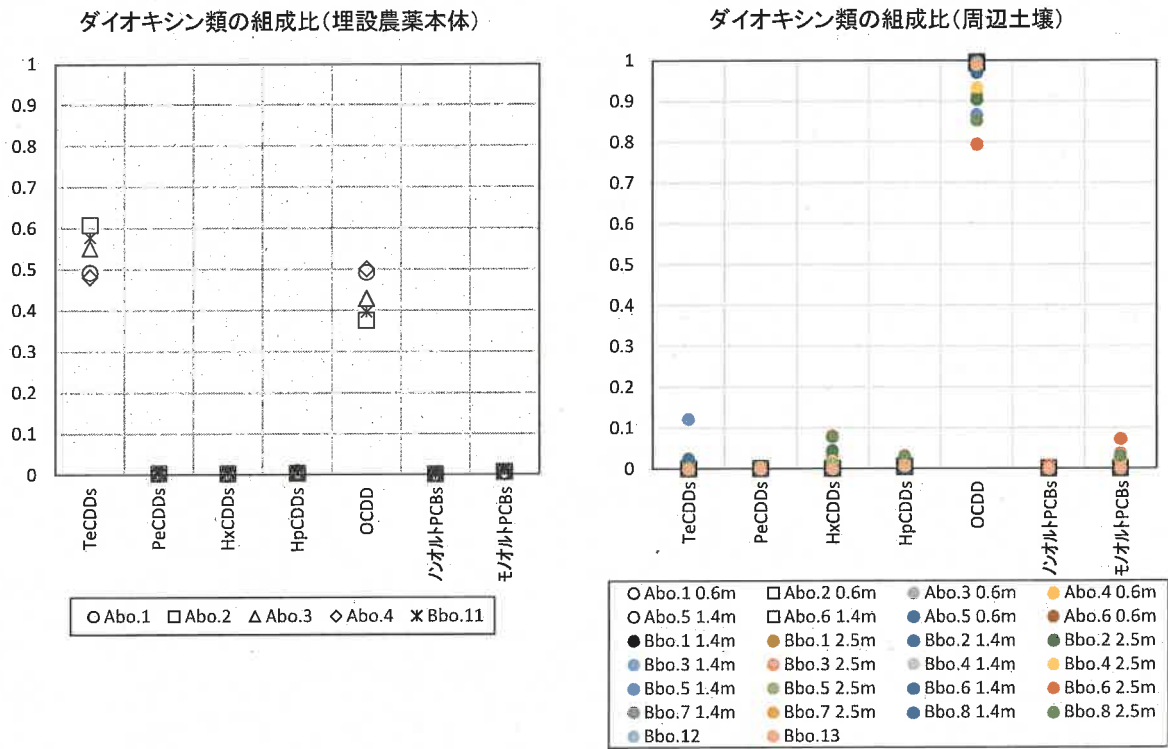 ダイオキシン類の組成比(埋設農薬本体)
1
0.9
0.8
0.7
0.6
0.5
0.4
0.3
0.2
0.1
0
TeCDDs
PeCDDs
HxCDDs
HpCDDs
OCDD
ノンオルトPCBs
モノオルトPCBs
Abo.1 Abo.2 Abo.3 Abo.4 Bbo.11
ダイオキシン類の組成比(周辺土壌)
1
0.9
0.8
0.7
0.6
0.5
0.4
0.3
0.2
0.1
0
TeCDDs
PeCDDs
HxCDDs
HpCDDs
OCDD
ノンオルトPCBs
モノオルトPCBs
Abo.1 0.6m Abo.2 0.6m Abo.3 0.6m Abo.4 0.6m
Abo.5 1.4m Abo.6 1.4m Abo.5 0.6m Abo.6 0.6m
Bbo.1 1.4m Bbo.1 2.5m Bbo.2 1.4m Bbo.2 2.5m
Bbo.3 1.4m Bbo.3 2.5m Bbo.4 1.4m Bbo.4 2.5m
Bbo.5 1.4m Bbo.5 2.5m Bbo.6 1.4m Bbo.6 2.5m
Bbo.7 1.4m Bbo.7 2.5m Bbo.8 1.4m Bbo.8 2.5m
Bbo.12 Bbo.13